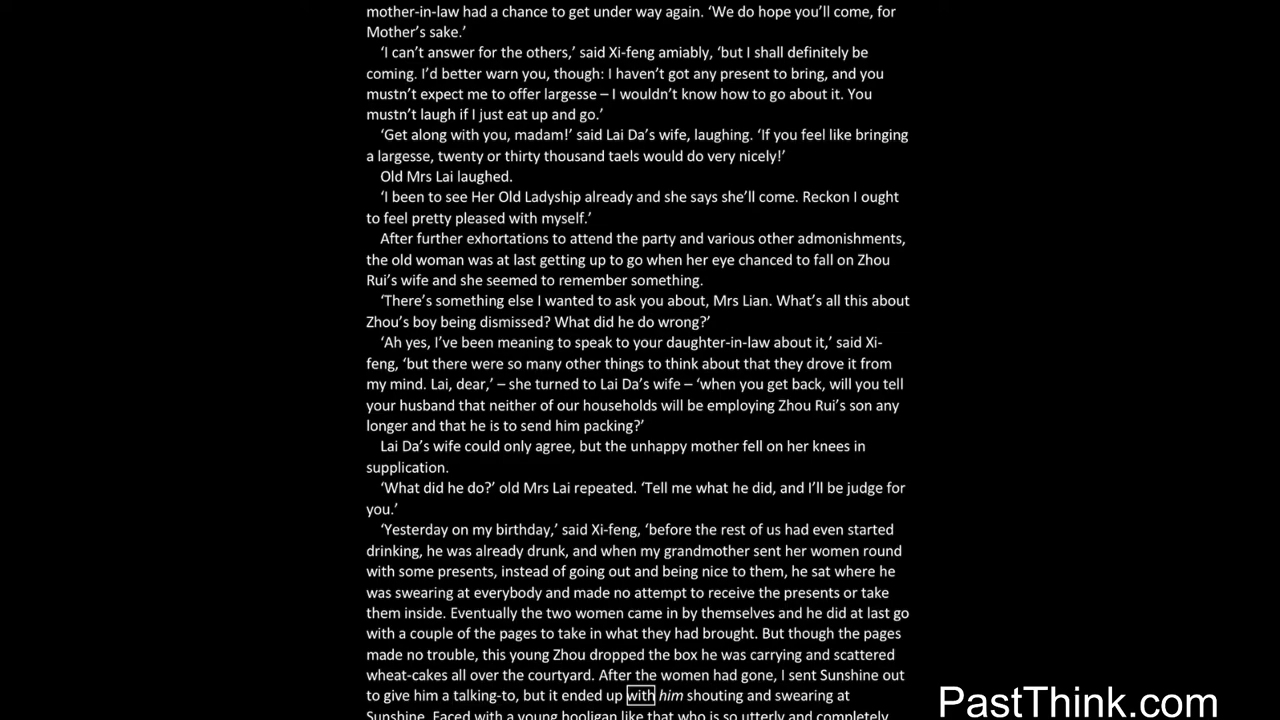 mother-in-law had a chance to get under way again. ‘We do hope you’ll come, for
Mother’s sake.’
‘I can’t answer for the others,’ said Xi-feng amiably, ‘but I shall definitely be
coming. I’d better warn you, though: I haven’t got any present to bring, and you
mustn’t expect me to offer largesse – I wouldn’t know how to go about it. You
mustn’t laugh if I just eat up and go.’
‘Get along with you, madam!’ said Lai Da’s wife, laughing. ‘If you feel like bringing
a largesse, twenty or thirty thousand taels would do very nicely!’
Old Mrs Lai laughed.
‘I been to see Her Old Ladyship already and she says she’ll come. Reckon I ought
to feel pretty pleased with myself.’
After further exhortations to attend the party and various other admonishments,
the old woman was at last getting up to go when her eye chanced to fall on Zhou
Rui’s wife and she seemed to remember something.
‘There’s something else I wanted to ask you about, Mrs Lian. What’s all this about
Zhou’s boy being dismissed? What did he do wrong?’
‘Ah yes, I’ve been meaning to speak to your daughter-in-law about it,’ said Xi-
feng, ‘but there were so many other things to think about that they drove it from
my mind. Lai, dear,’ – she turned to Lai Da’s wife – ‘when you get back, will you tell
your husband that neither of our households will be employing Zhou Rui’s son any
longer and that he is to send him packing?’
Lai Da’s wife could only agree, but the unhappy mother fell on her knees in
supplication.
‘What did he do?’ old Mrs Lai repeated. ‘Tell me what he did, and I’ll be judge for
you.’
‘Yesterday on my birthday,’ said Xi-feng, ‘before the rest of us had even started
drinking, he was already drunk, and when my grandmother sent her women round
with some presents, instead of going out and being nice to them, he sat where he
was swearing at everybody and made no attempt to receive the presents or take
them inside. Eventually the two women came in by themselves and he did at last go
with a couple of the pages to take in what they had brought. But though the pages
made no trouble, this young Zhou dropped the box he was carrying and scattered
wheat-cakes all over the courtyard. After the women had gone, I sent Sunshine out
to give him a talking-to, but it ended up with him shouting and swearing at
Sunshine. Faced with a young hooligan like that who is so utterly and completely
PastThink.com